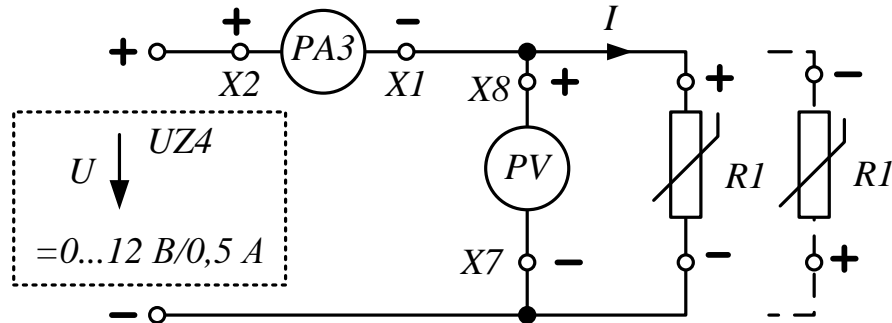 I
+ + PA3 − + −
X2 X1 X8 +
UZ4
U PV R1 R1
=0...12 В/0,5 А X7 − − +
−